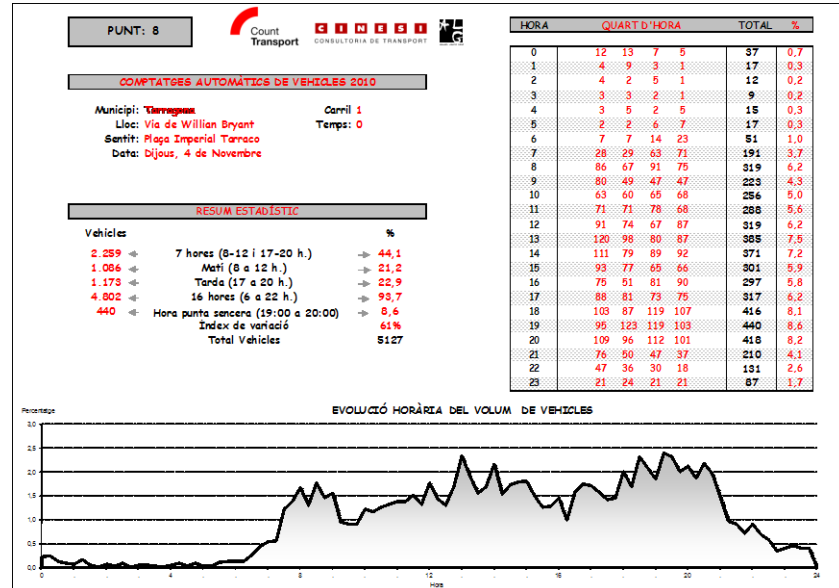 PUNT: 8
Count
Transport
CINESI
CONSULTORIA DE TRANSPORT
COMPTATGES AUTOMÀTICS DE VEHICLES 2010
Municipi: Tarragona Carril 1
Lloc: Via de Willian Bryant Temps: 0
Sentit: Plaça Imperial Tarraco
Data: Dijous, 4 de Novembre
RESUM ESTADÍSTIC
Vehicles %
2.259 7 hores (8-12 i 17-20 h.) 44,1
1.086 Matí (8 a 12 h.) 21,2
1.173 Tarda (17 a 20 h.) 22,9
4.802 16 hores (6 a 22 h.) 93,7
440 Hora punta sencera (19:00 a 20:00) 8,6
Índex de variació 61%
Total Vehicles 5127
HORA QUART D'HORA TOTAL %
0 12 13 7 5 37 0,7
1 4 9 3 1 17 0,3
2 4 2 5 1 12 0,2
3 3 3 2 1 9 0,2
4 3 5 2 5 15 0,3
5 2 2 6 7 17 0,3
6 7 7 14 23 51 1,0
7 28 29 63 71 191 3,7
8 86 67 91 75 319 6,2
9 80 49 47 47 223 4,3
10 63 60 65 68 256 5,0
11 71 71 78 68 288 5,6
12 91 74 67 87 319 6,2
13 120 98 80 87 385 7,5
14 111 79 89 92 371 7,2
15 93 77 65 66 301 5,9
16 75 51 81 90 297 5,8
17 88 81 73 75 317 6,2
18 103 87 119 107 416 8,1
19 95 123 119 103 440 8,6
20 109 96 112 101 418 8,2
21 76 50 47 37 210 4,1
22 47 36 30 18 131 2,6
23 21 24 21 21 87 1,7
EVOLUCIÓ HORÀRIA DEL VOLUM DE VEHICLES
Percentatge
3,0
2,5
2,0
1,5
1,0
0,5
0,0
0 4 8 12 16 20 24
Hora